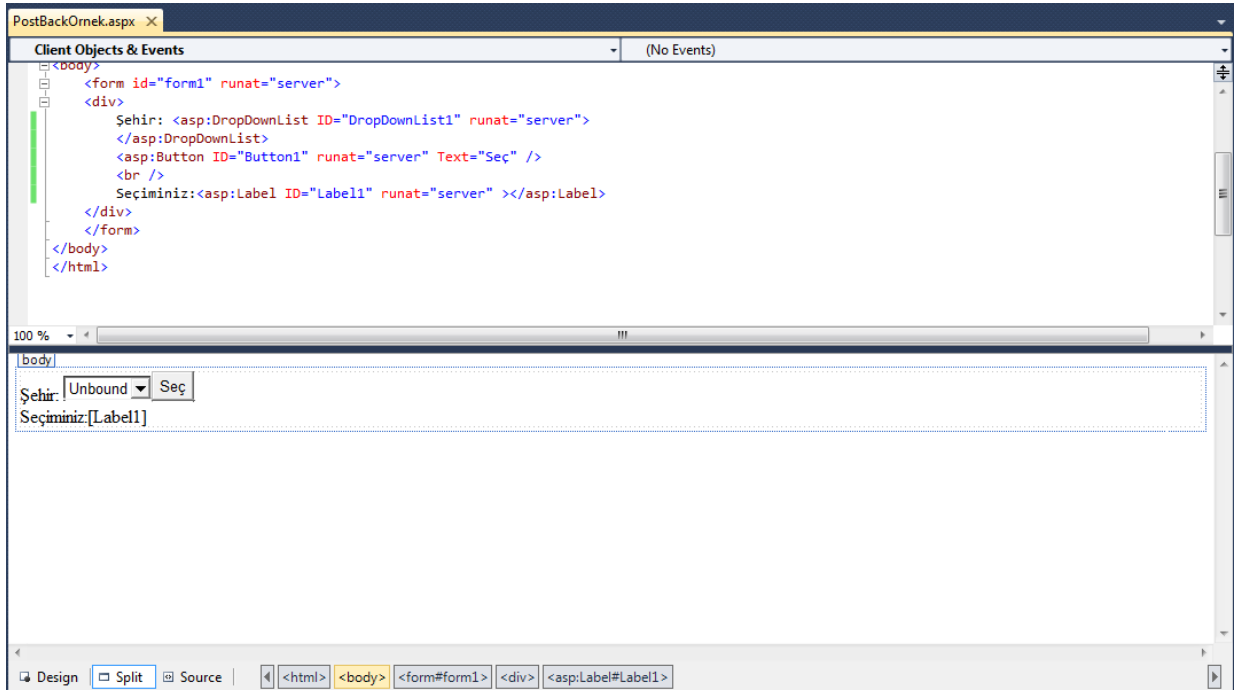 PostBackOrnek.aspx
Client Objects & Events (No Events)
<body>
<form id="form1" runat="server">
<div>
Şehir: <asp:DropDownList ID="DropDownList1" runat="server">
</asp:DropDownList>
<asp:Button ID="Button1" runat="server" Text="Seç" />
<br />
Seçiminiz:<asp:Label ID="Label1" runat="server" ></asp:Label>
</div>
</form>
</body>
</html>
100 %
body
Şehir: Unbound Seç
Seçiminiz:[Label1]
Design Split Source <html> <body> <form#form1> <div> <asp:Label#Label1>